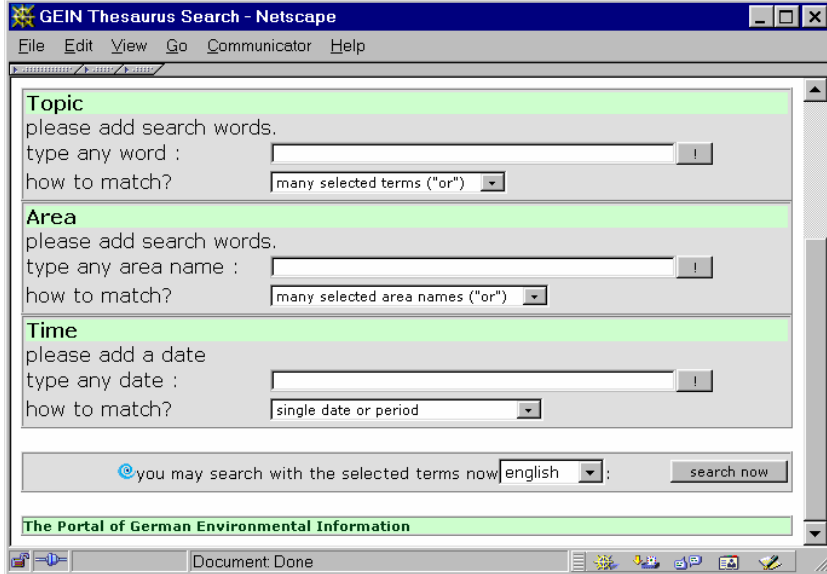 GEIN Thesaurus Search - Netscape
File Edit View Go Communicator Help
Topic
please add search words.
type any word : !
how to match? many selected terms ("or")
Area
please add search words.
type any area name : !
how to match? many selected area names ("or")
Time
please add a date
type any date : !
how to match? single date or period
you may search with the selected terms now english : search now
The Portal of German Environmental Information
Document: Done